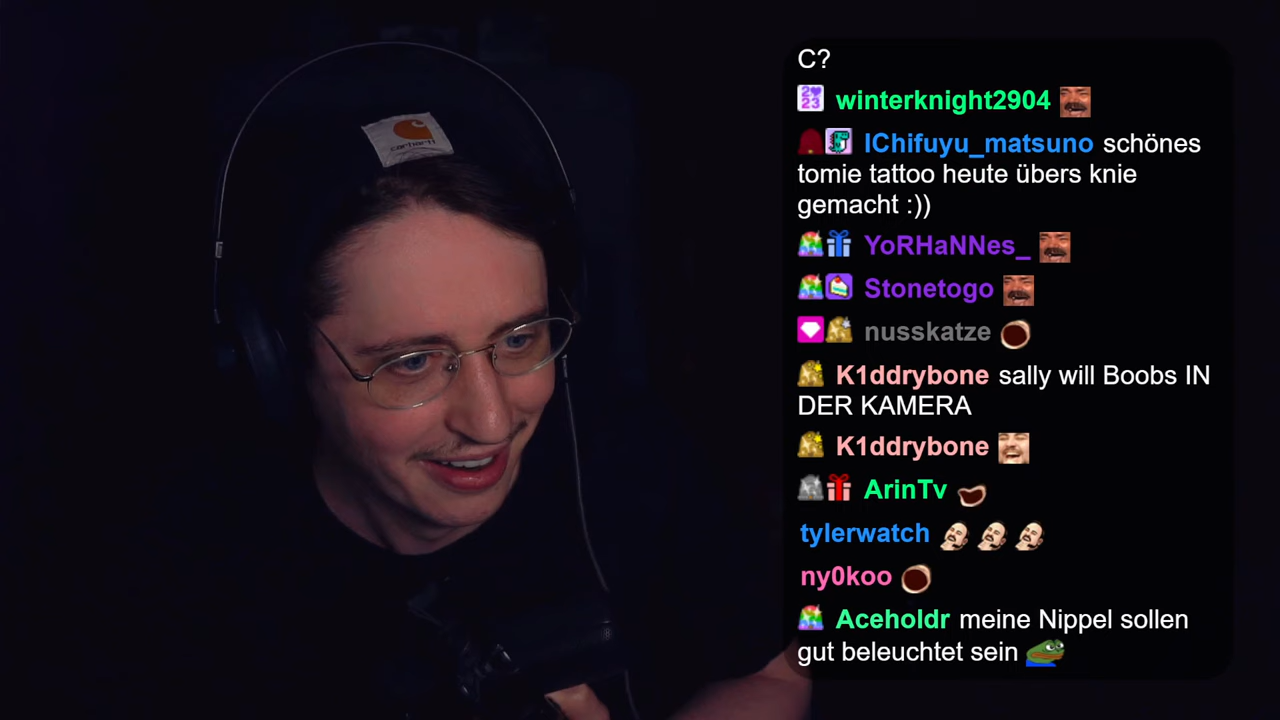 carhartt
C?
winterknight2904
IChifuyu_matsuno schönes
tomie tattoo heute übers knie
gemacht :))
YoRHaNNes_
Stonetogo
nusskatze
K1ddrybone sally will Boobs IN
DER KAMERA
K1ddrybone
ArinTv
tylerwatch
ny0koo
Aceholdr meine Nippel sollen
gut beleuchtet sein